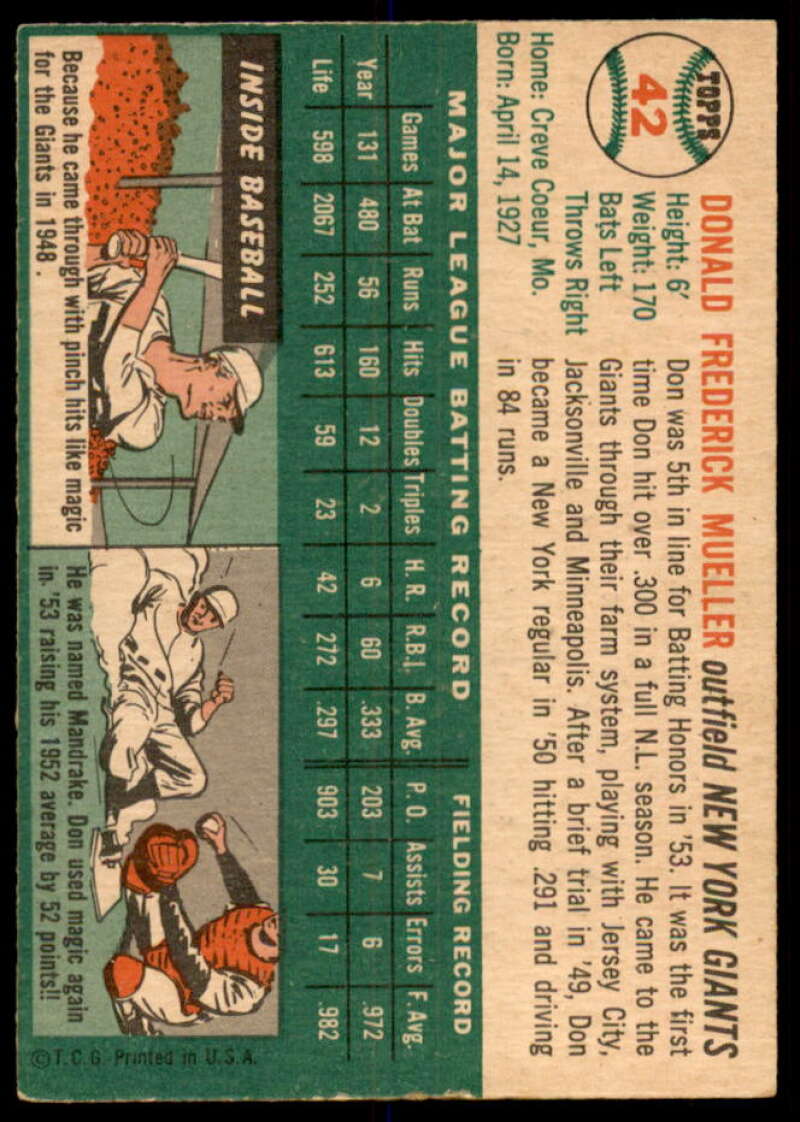 TOPPS
42
DONALD FREDERICK MUELLER outfield NEW YORK GIANTS
Height: 6'
Weight: 170
Bats Left
Throws Right
Home: Creve Coeur, Mo.
Born: April 14, 1927
Don was 5th in line for Batting Honors in '53. It was the first
time Don hit over .300 in a full N.L. season. He came to the
Giants through their farm system, playing with Jersey City,
Jacksonville and Minneapolis. After a brief trial in '49, Don
became a New York regular in '50 hitting .291 and driving
in 84 runs.
MAJOR LEAGUE BATTING RECORD FIELDING RECORD
Games At Bat Runs Hits Doubles Triples H. R. R.B.I. B. Avg. P. O. Assists Errors F. Avg.
Year 131 480 56 160 12 2 6 60 .333 203 7 6 .972
Life 598 2067 252 613 59 23 42 272 .297 903 30 17 .982
INSIDE BASEBALL
Because he came through with pinch hits like magic
for the Giants in 1948.
He was named Mandrake. Don used magic again
in '53 raising his 1952 average by 52 points!!
© T. C. G. Printed in U. S. A.